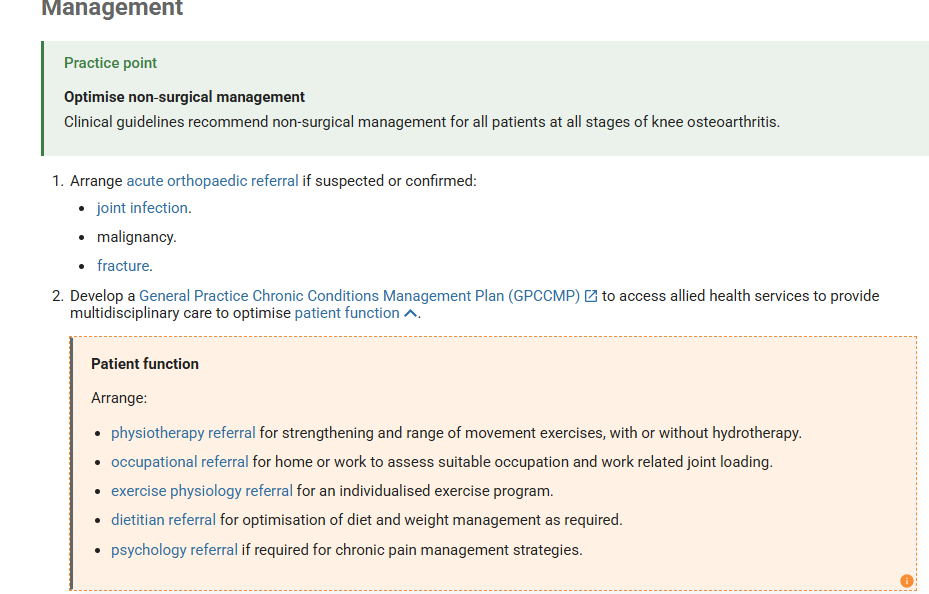 Management
Practice point
Optimise non-surgical management
Clinical guidelines recommend non-surgical management for all patients at all stages of knee osteoarthritis.
1. Arrange acute orthopaedic referral if suspected or confirmed:
• joint infection.
• malignancy.
• fracture.
2. Develop a General Practice Chronic Conditions Management Plan (GPCCMP) to access allied health services to provide
multidisciplinary care to optimise patient function.
Patient function
Arrange:
• physiotherapy referral for strengthening and range of movement exercises, with or without hydrotherapy.
• occupational referral for home or work to assess suitable occupation and work related joint loading.
• exercise physiology referral for an individualised exercise program.
• dietitian referral for optimisation of diet and weight management as required.
• psychology referral if required for chronic pain management strategies.